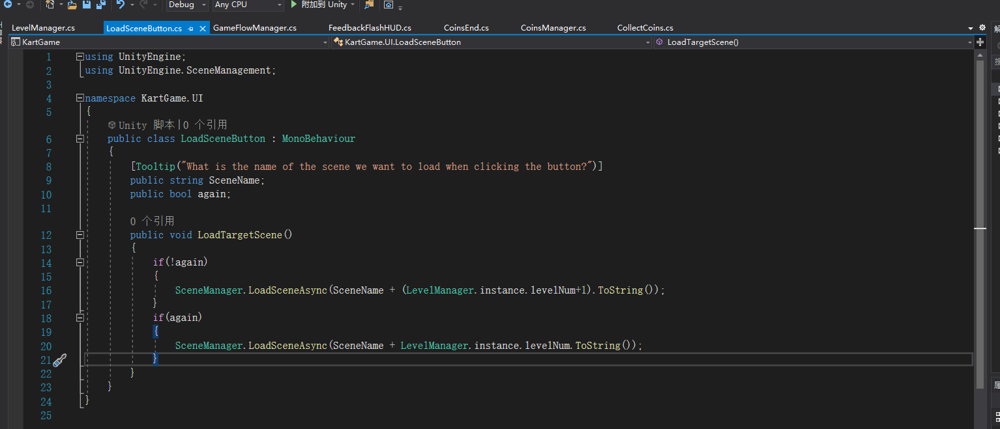 Debug Any CPU 附加到 Unity
LevelManager.cs LoadSceneButton.cs GameFlowManager.cs FeedbackFlashHUD.cs CoinsEnd.cs CoinsManager.cs CollectCoins.cs
KartGame KartGame.UI.LoadSceneButton LoadTargetScene()
1 using UnityEngine;
2 using UnityEngine.SceneManagement;
3
4 namespace KartGame.UI
5 {
Unity 脚本|0 个引用
6 public class LoadSceneButton : MonoBehaviour
7 {
8 [Tooltip("What is the name of the scene we want to load when clicking the button?")]
9 public string SceneName;
10 public bool again;
11
0 个引用
12 public void LoadTargetScene()
13 {
14 if(!again)
15 {
16 SceneManager.LoadSceneAsync(SceneName + (LevelManager.instance.levelNum+1).ToString());
17 }
18 if(again)
19 {
20 SceneManager.LoadSceneAsync(SceneName + LevelManager.instance.levelNum.ToString());
21 }
22 }
23 }
24 }
25